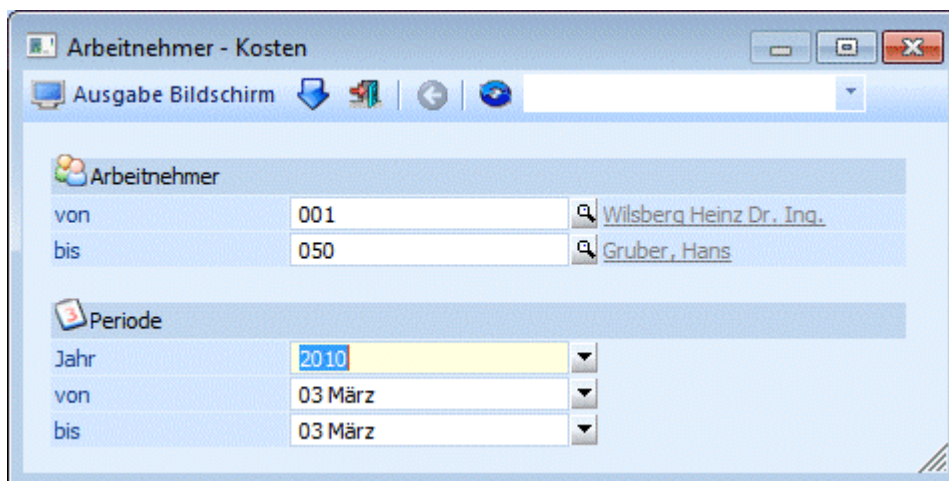 Arbeitnehmer - Kosten
Ausgabe Bildschirm
Arbeitnehmer
von 001 Wilsberg Heinz Dr. Ing.
bis 050 Gruber, Hans
3 Periode
Jahr 2010
von 03 März
bis 03 März